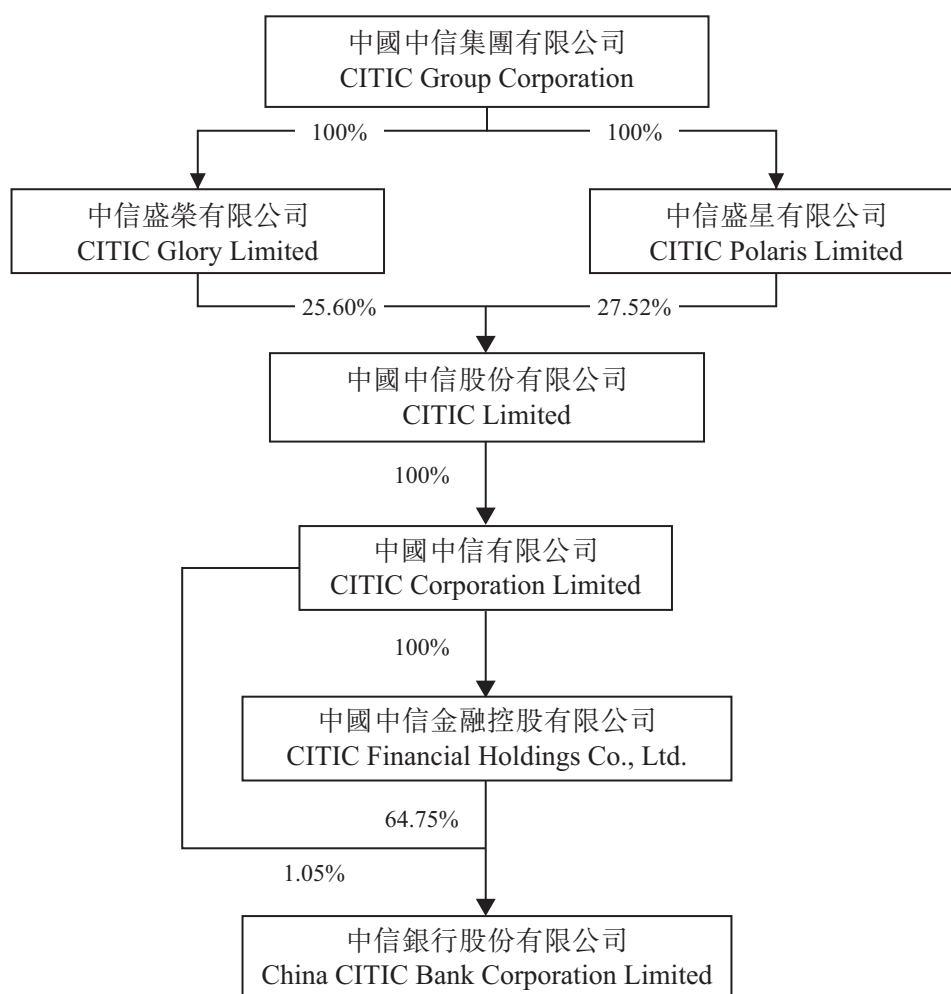 中國中信集團有限公司
CITIC Group Corporation
100%
100%
中信盛榮有限公司
CITIC Glory Limited
中信盛星有限公司
CITIC Polaris Limited
25.60%
27.52%
中國中信股份有限公司
CITIC Limited
100%
中國中信有限公司
CITIC Corporation Limited
100%
中國中信金融控股有限公司
CITIC Financial Holdings Co., Ltd.
64.75%
1.05%
中信銀行股份有限公司
China CITIC Bank Corporation Limited